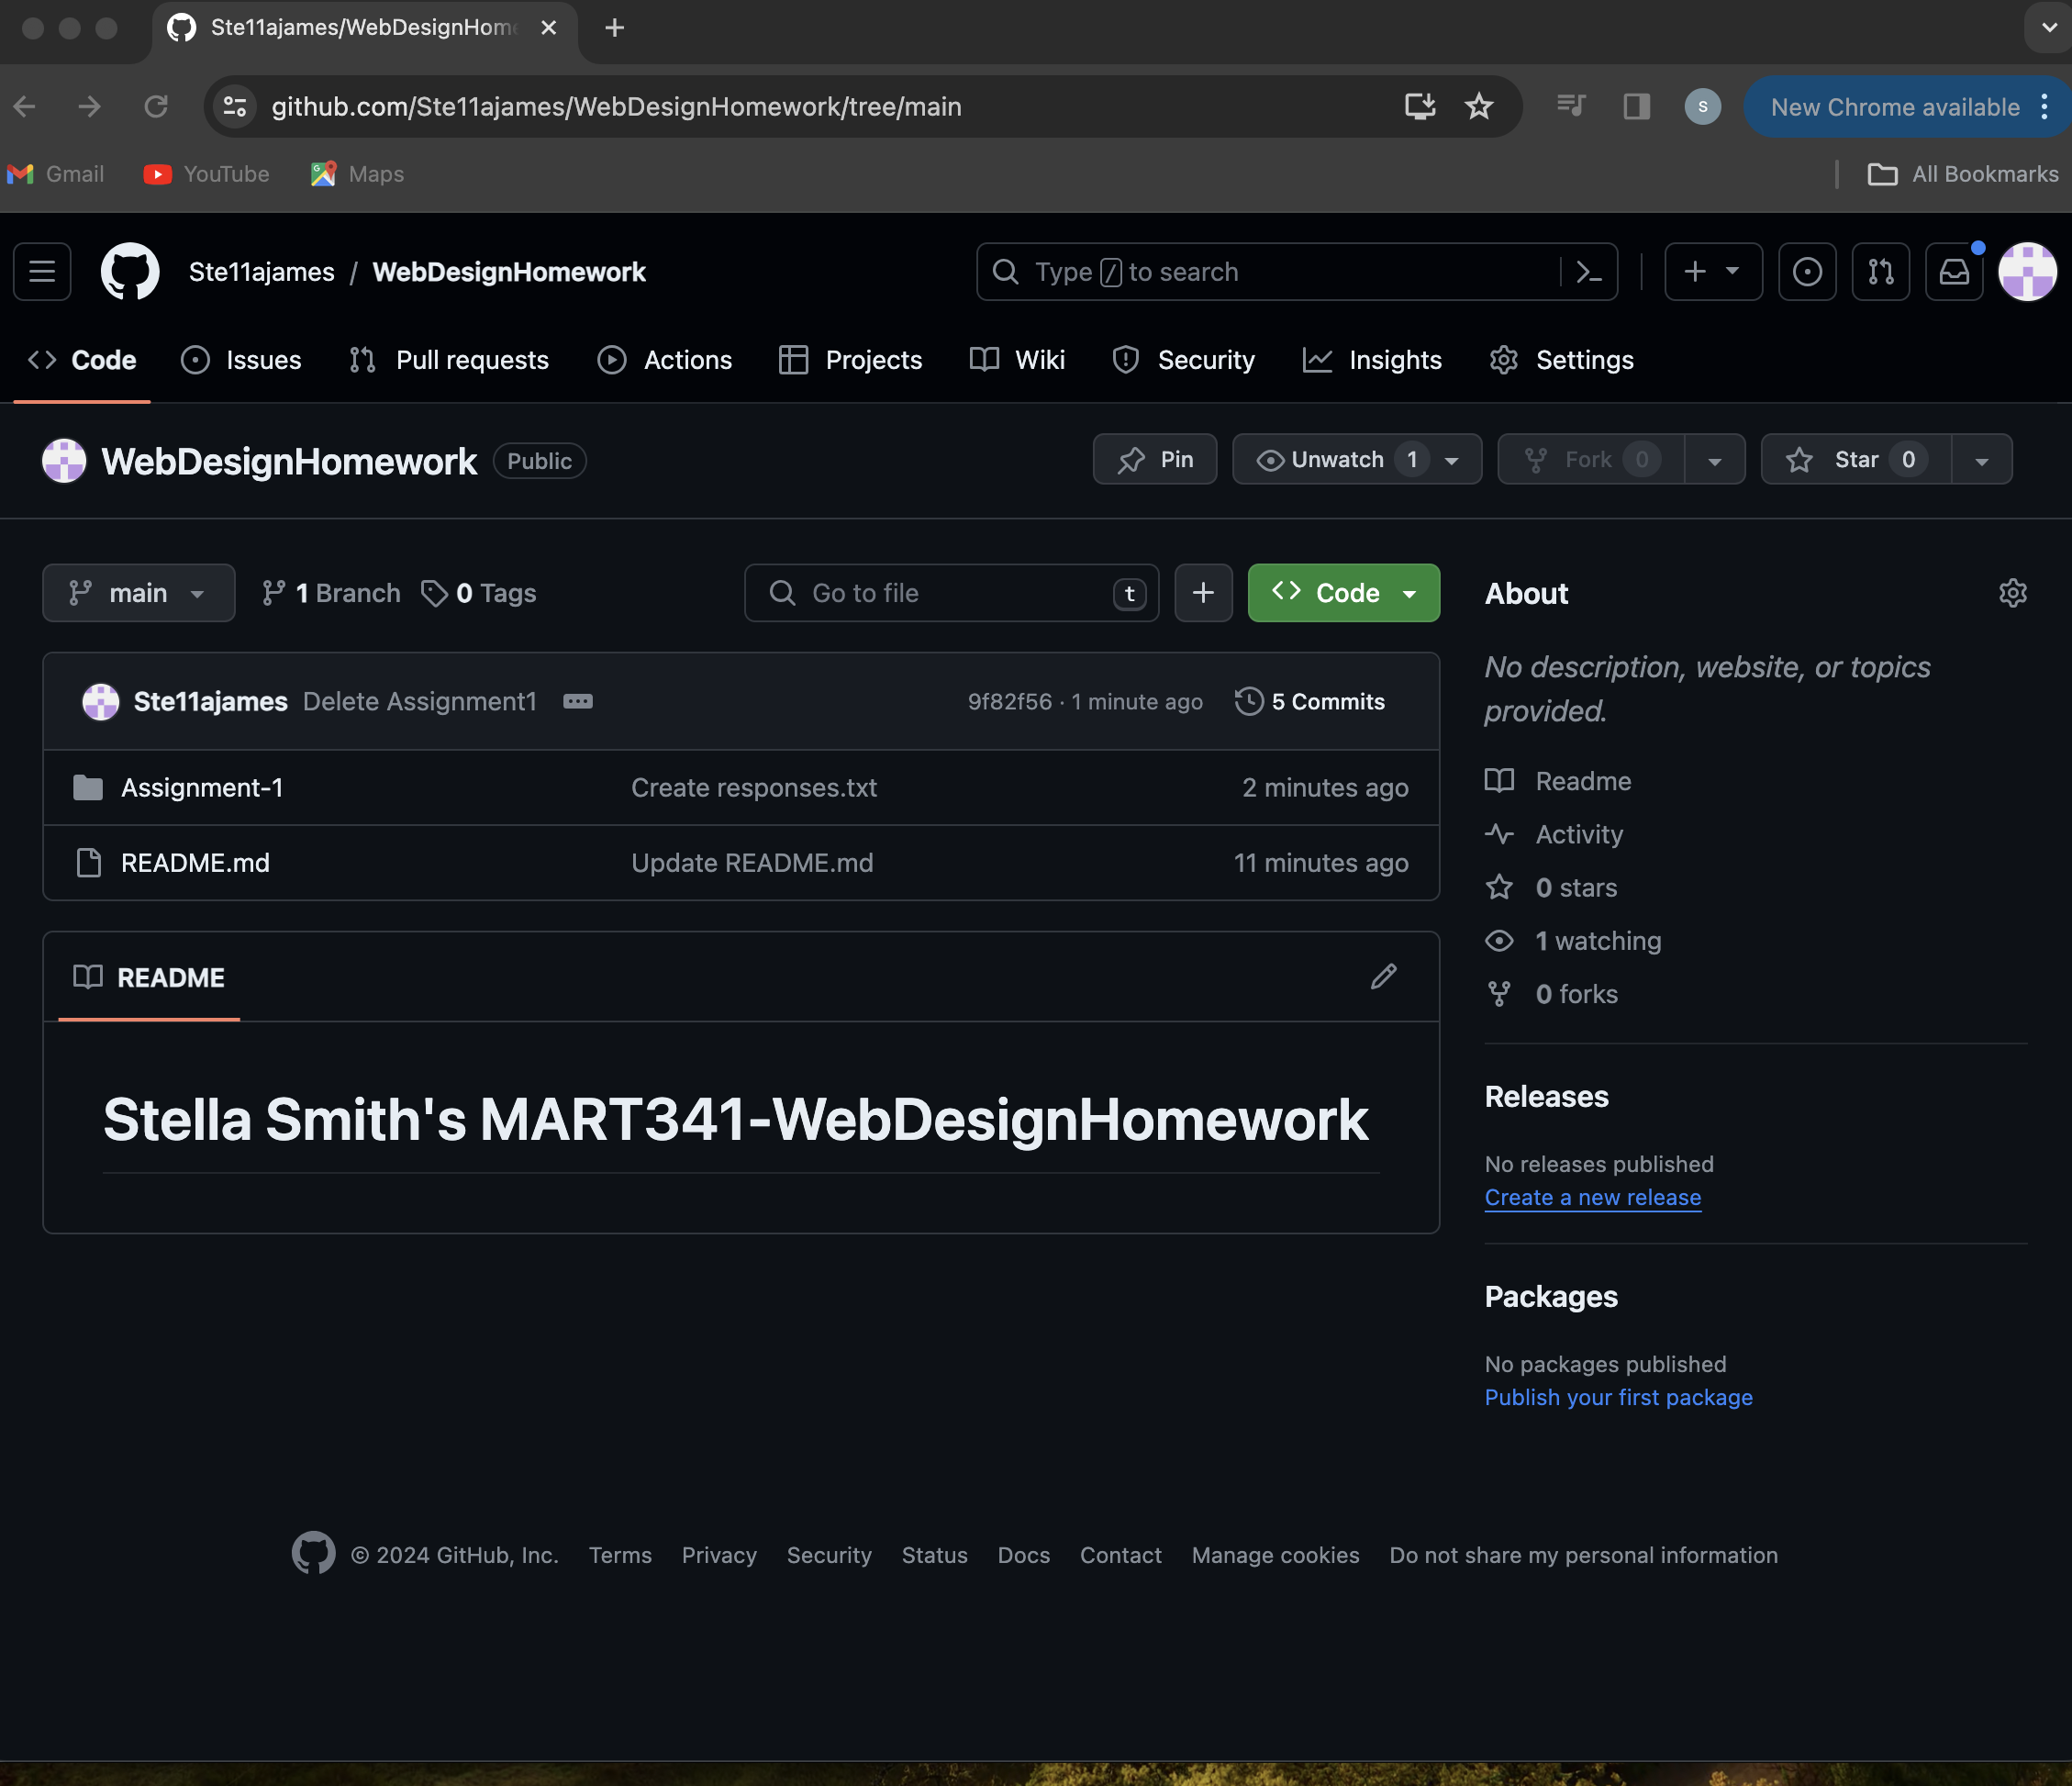 Ste11ajames/WebDesignHom
github.com/Ste11ajames/WebDesignHomework/tree/main
S
New Chrome available
Gmail
YouTube
Maps
All Bookmarks
Ste11ajames / WebDesignHomework
Type / to search
Code
Issues
Pull requests
Actions
Projects
Wiki
Security
Insights
Settings
WebDesignHomework Public
Pin
Unwatch 1
Fork 0
Star 0
main
1 Branch
0 Tags
Go to file
t
Code
Ste11ajames Delete Assignment1
9f82f56 · 1 minute ago
5 Commits
Assignment-1 Create responses.txt 2 minutes ago
README.md Update README.md 11 minutes ago
README
Stella Smith's MART341-WebDesignHomework
About
No description, website, or topics
provided.
Readme
Activity
0 stars
1 watching
0 forks
Releases
No releases published
Create a new release
Packages
No packages published
Publish your first package
© 2024 GitHub, Inc. Terms Privacy Security Status Docs Contact Manage cookies Do not share my personal information